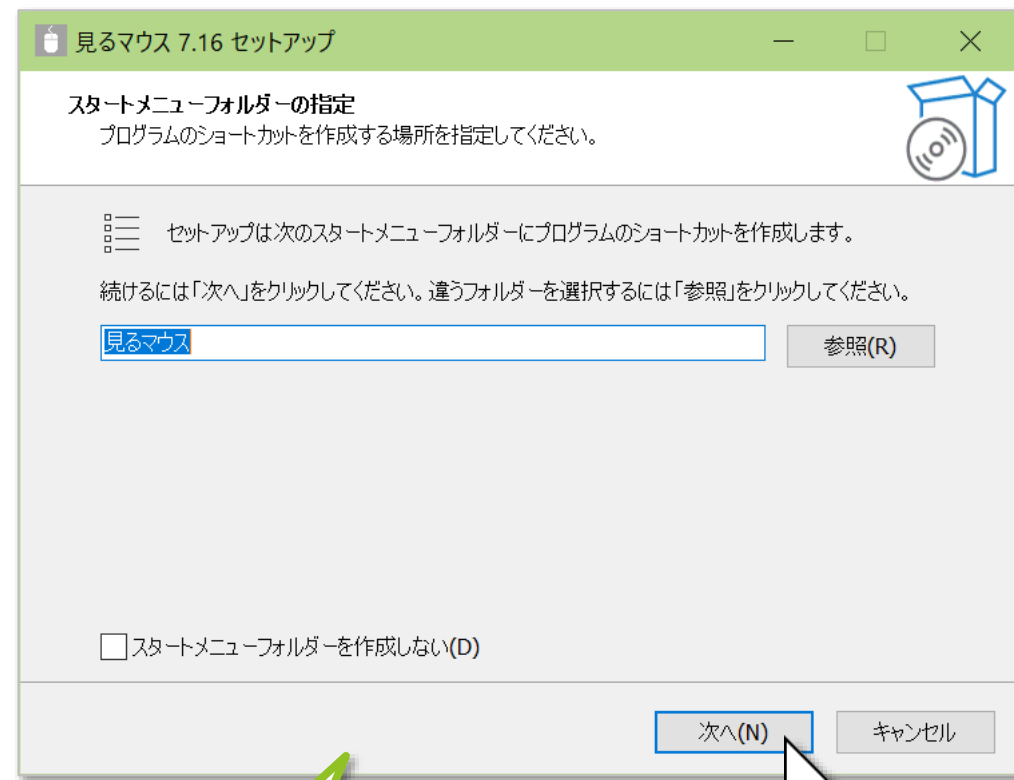 見るマウス 7.16 セットアップ
スタートメニューフォルダーの指定
プログラムのショートカットを作成する場所を指定してください。
セットアップは次のスタートメニューフォルダーにプログラムのショートカットを作成します。
続けるには「次へ」をクリックしてください。違うフォルダーを選択するには「参照」をクリックしてください。
見るマウス
参照(R)
スタートメニューフォルダーを作成しない(D)
次へ(N)
キャンセル